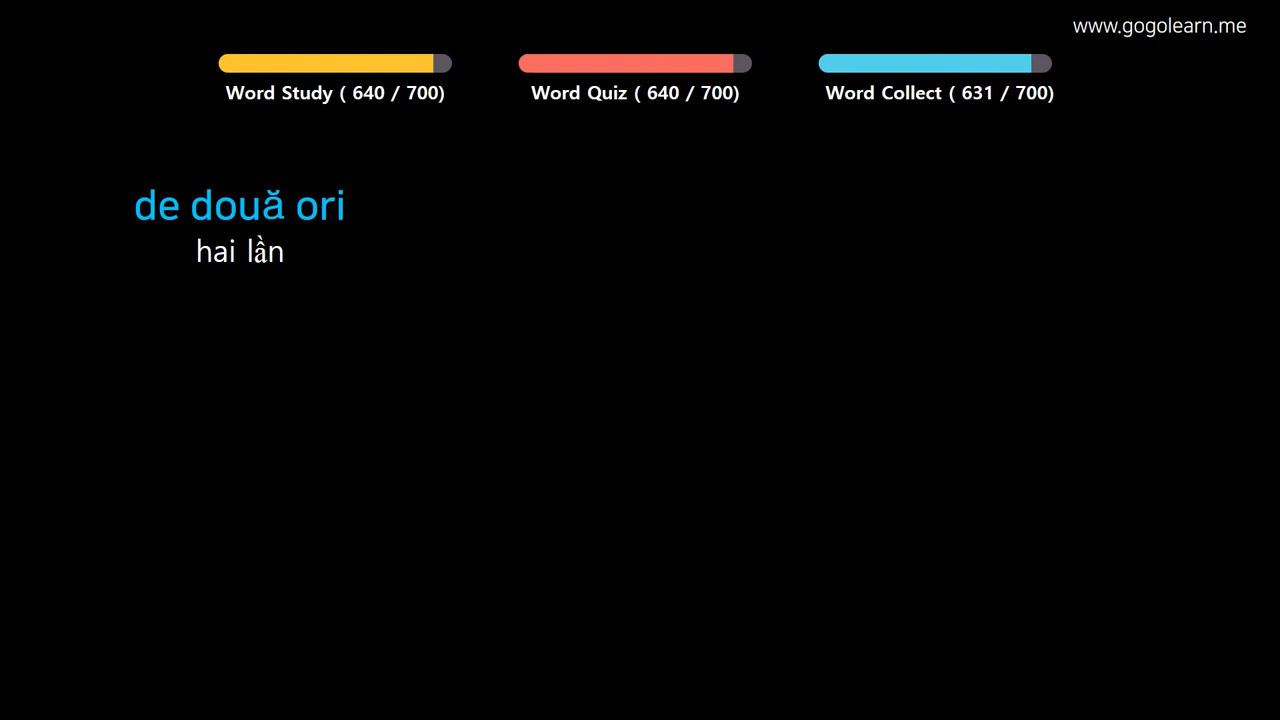 www.gogolearn.me
Word Study ( 640 / 700)
Word Quiz ( 640 / 700)
Word Collect ( 631 / 700)
de două ori
hai lần